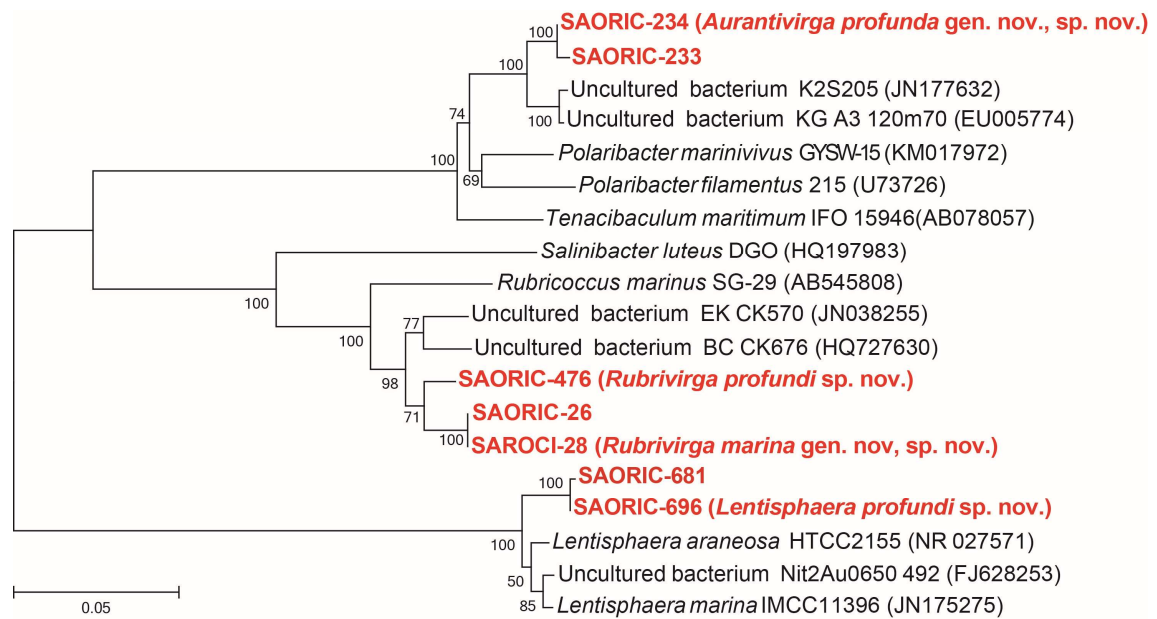 SAORIC-234 (Aurantivirga profunda gen. nov., sp. nov.)
100
SAORIC-233
100
Uncultured bacterium K2S205 (JN177632)
100
Uncultured bacterium KG A3 120m70 (EU005774)
74
Polaribacter marinivivus GYSW-15 (KM017972)
100
69
Polaribacter filamentus 215 (U73726)
Tenacibaculum maritimum IFO 15946(AB078057)
Salinibacter luteus DGO (HQ197983)
100
Rubricoccus marinus SG-29 (AB545808)
Uncultured bacterium EK CK570 (JN038255)
77
100
Uncultured bacterium BC CK676 (HQ727630)
98
SAORIC-476 (Rubrivirga profundi sp. nov.)
71
SAORIC-26
100
SAROCI-28 (Rubrivirga marina gen. nov, sp. nov.)
SAORIC-681
100
SAORIC-696 (Lentisphaera profundi sp. nov.)
100
Lentisphaera araneosa HTCC2155 (NR 027571)
50
Uncultured bacterium Nit2Au0650 492 (FJ628253)
85
Lentisphaera marina IMCC11396 (JN175275)
0.05